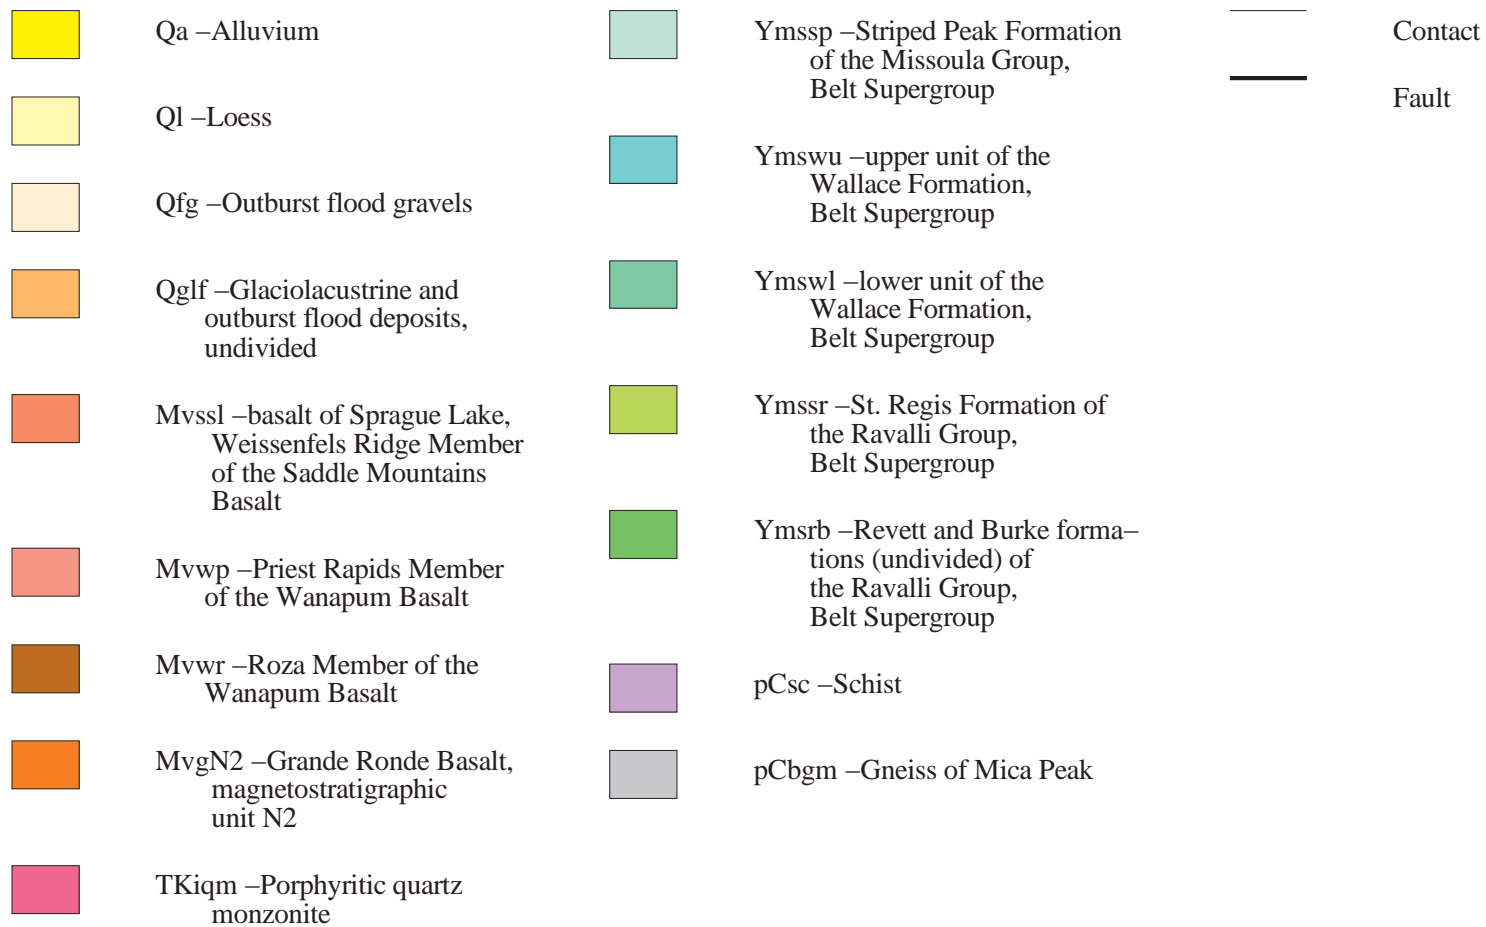 Qa –Alluvium
Ql –Loess
Qfg –Outburst flood gravels
Qglf –Glaciolacustrine and
outburst flood deposits,
undivided
Mvssl –basalt of Sprague Lake,
Weissenfels Ridge Member
of the Saddle Mountains
Basalt
Mvwp –Priest Rapids Member
of the Wanapum Basalt
Mvwr –Roza Member of the
Wanapum Basalt
MvgN2 –Grande Ronde Basalt,
magnetostratigraphic
unit N2
TKiqm –Porphyritic quartz
monzonite
Ymssp –Striped Peak Formation
of the Missoula Group,
Belt Supergroup
Ymswu –upper unit of the
Wallace Formation,
Belt Supergroup
Ymswl –lower unit of the
Wallace Formation,
Belt Supergroup
Ymssr –St. Regis Formation of
the Ravalli Group,
Belt Supergroup
Ymsrb –Revett and Burke forma–
tions (undivided) of
the Ravalli Group,
Belt Supergroup
pCsc –Schist
pCbgm –Gneiss of Mica Peak
Contact
Fault